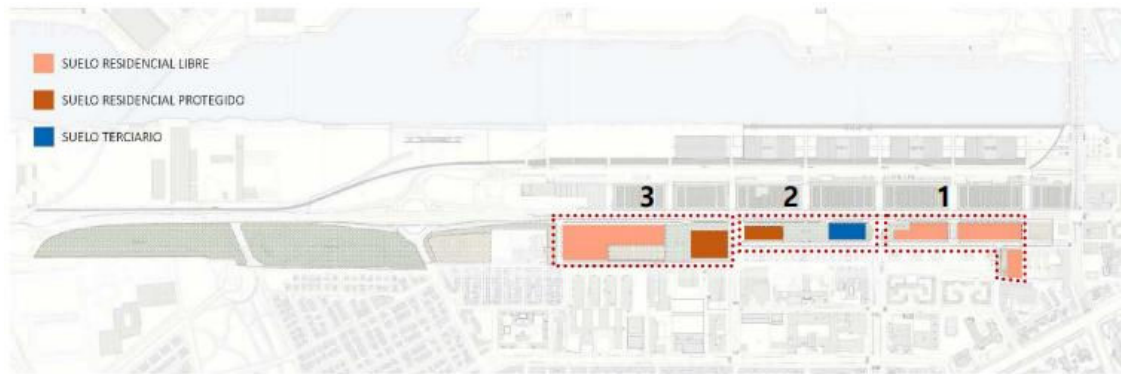 SUELO RESIDENCIAL LIBRE
SUELO RESIDENCIAL PROTEGIDO
SUELO TERCIARIO
3 2 1